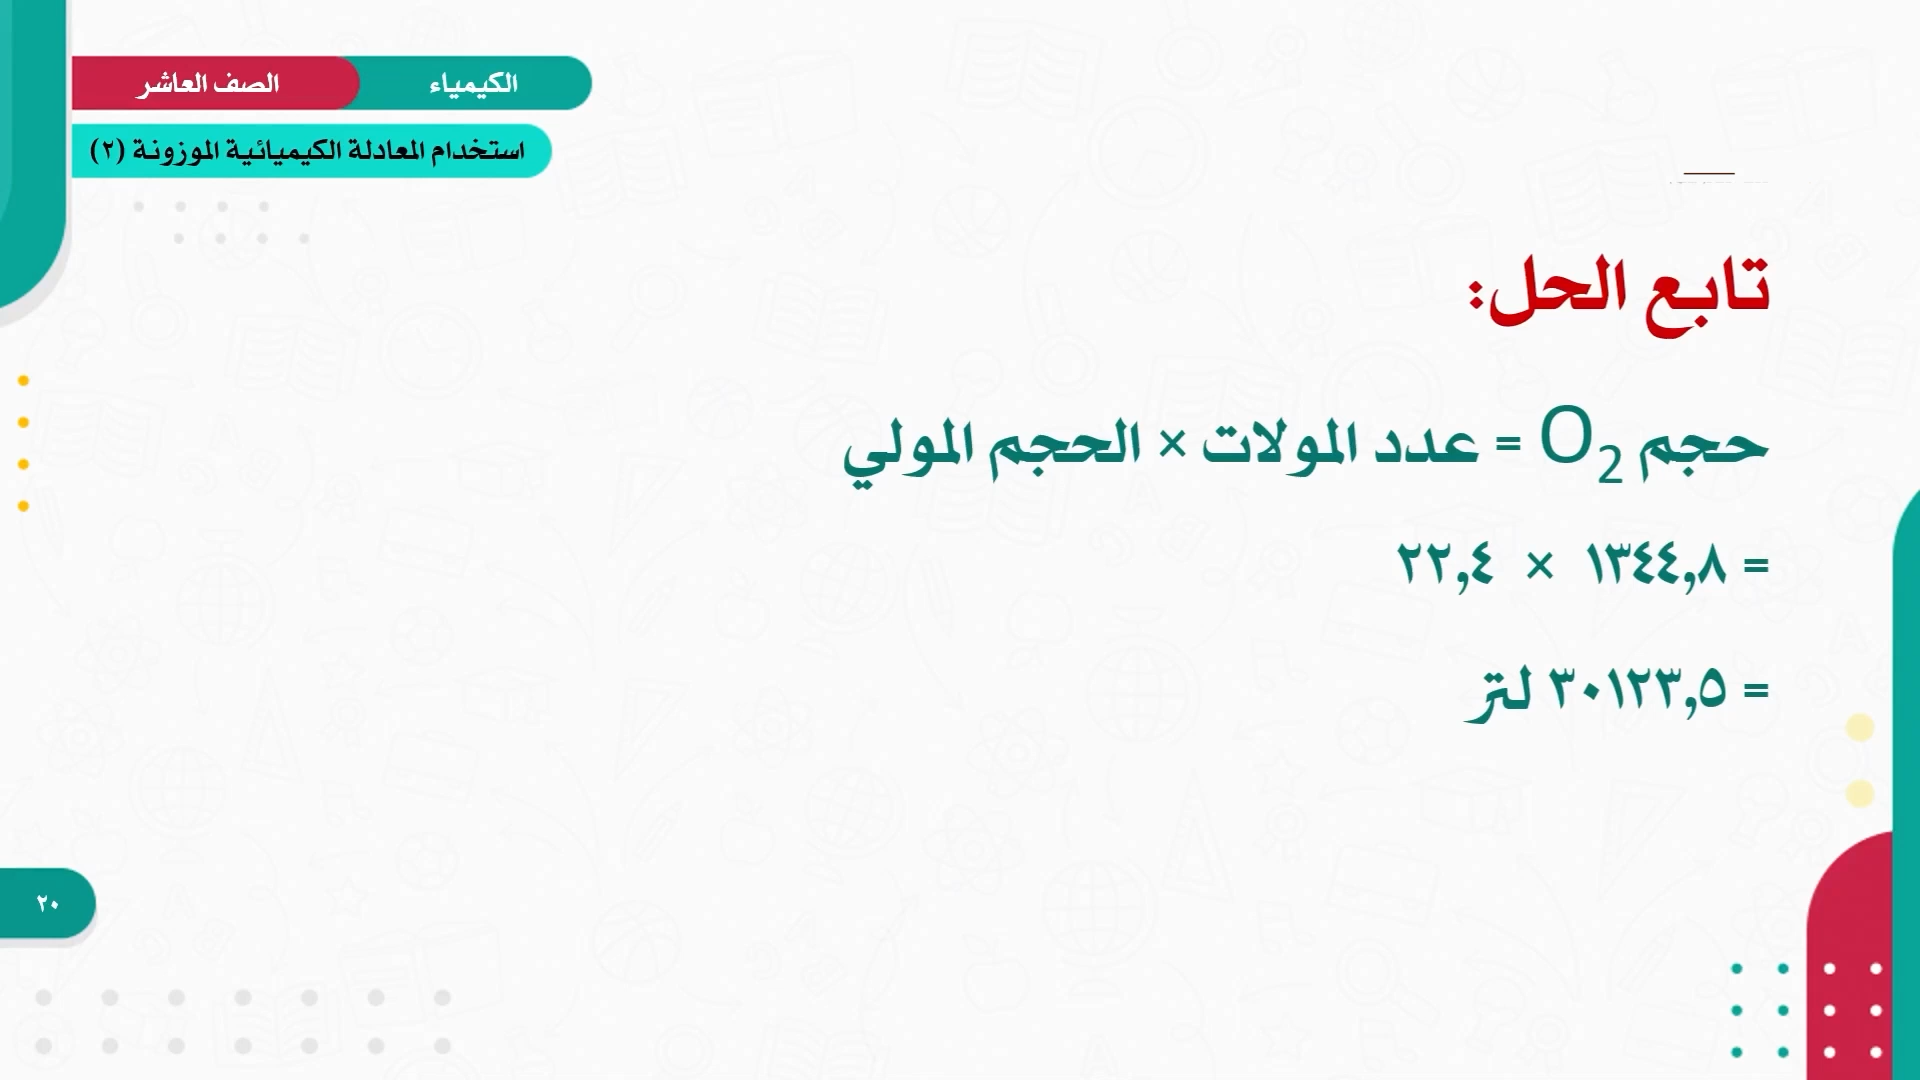 الكيمياء
الصف العاشر
استخدام المعادلة الكيميائية الموزونة (٢)
تابع الحل:
حجم O₂ = عدد المولات × الحجم المولي
= ١٣٤٤,٨ × ٢٢,٤
= ٣٠١٢٣,٥ لتر
٢٠